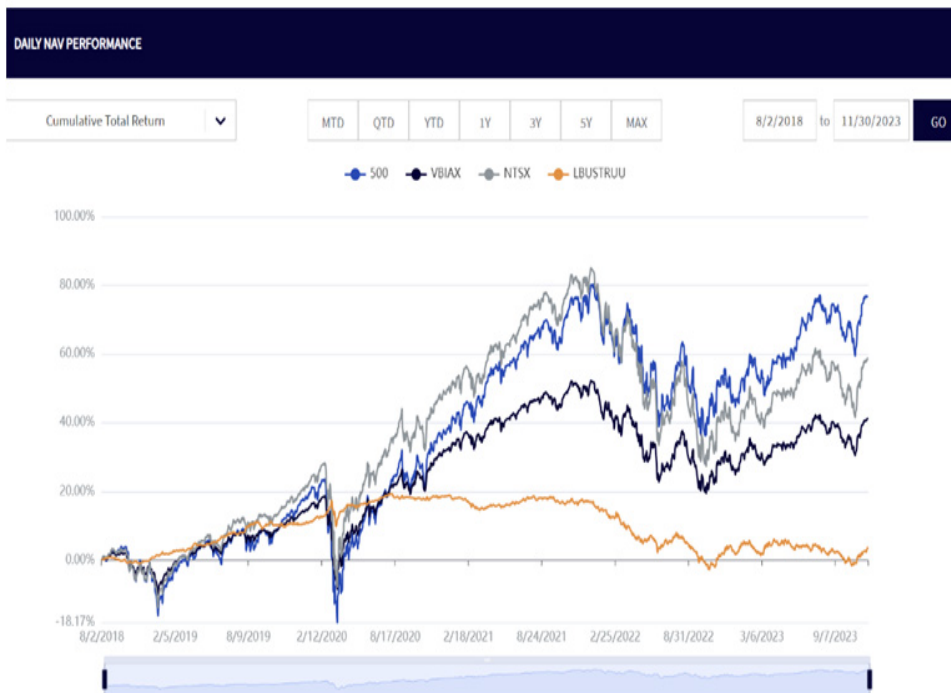 DAILY NAV PERFORMANCE
Cumulative Total Return MTD QTD YTD 1Y 3Y 5Y MAX 8/2/2018 to 11/30/2023 GO
500 VBIAX NTSX LBUSTRUU
100.00%
80.00%
60.00%
40.00%
20.00%
0.00%
-18.17%
8/2/2018 2/5/2019 8/9/2019 2/12/2020 8/17/2020 2/18/2021 8/24/2021 2/25/2022 8/31/2022 3/6/2023 9/7/2023